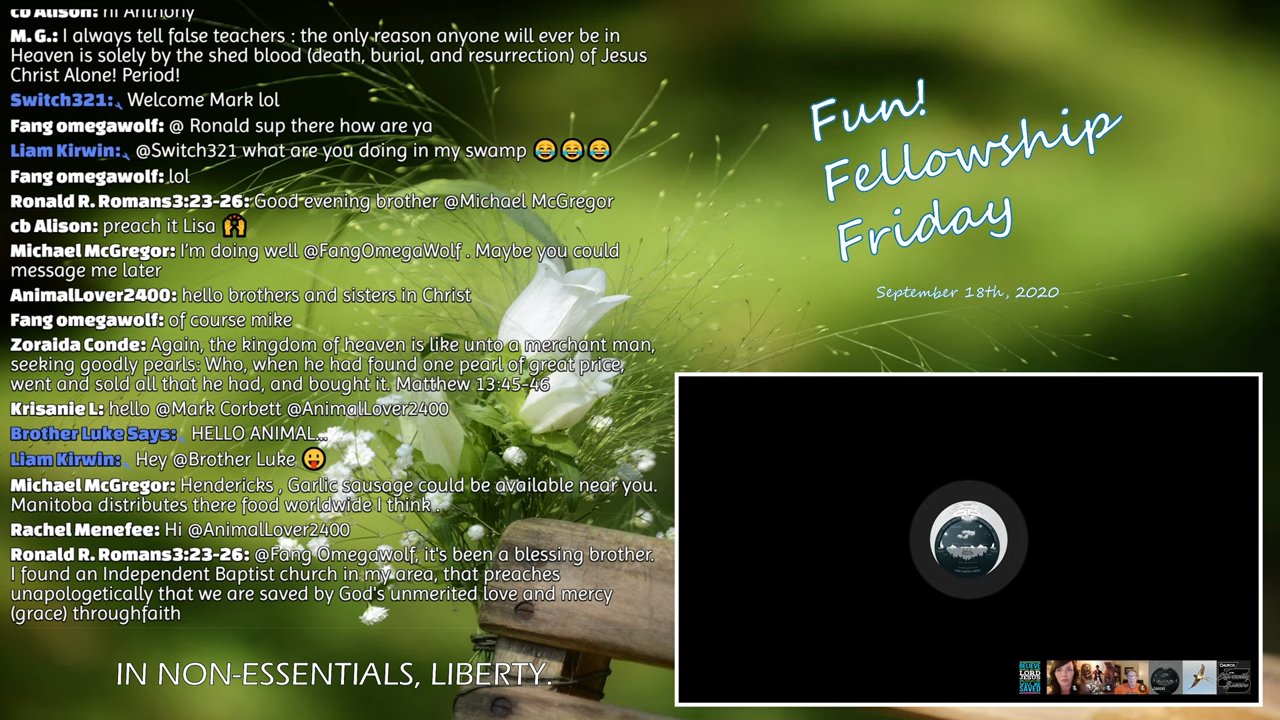 cb Alison: hi Anthony
M. G.: I always tell false teachers : the only reason anyone will ever be in
Heaven is solely by the shed blood (death, burial, and resurrection) of Jesus
Christ Alone! Period!
Switch321: Welcome Mark lol
Fang omegawolf: @ Ronald sup there how are ya
Liam Kirwin: @Switch321 what are you doing in my swamp 😂😂😂
Fang omegawolf: lol
Ronald R. Romans3:23-26: Good evening brother @Michael McGregor
cb Alison: preach it Lisa 🙌
Michael McGregor: I'm doing well @FangOmegaWolf . Maybe you could
message me later
AnimalLover2400: hello brothers and sisters in Christ
Fang omegawolf: of course mike
Zoraida Conde: Again, the kingdom of heaven is like unto a merchant man,
seeking goodly pearls: Who, when he had found one pearl of great price,
went and sold all that he had, and bought it. Matthew 13:45-46
Krisanie L: hello @Mark Corbett @AnimalLover2400
Brother Luke Says: HELLO ANIMAL...
Liam Kirwin: Hey @Brother Luke 😛
Michael McGregor: Hendericks , Garlic sausage could be available near you.
Manitoba distributes there food worldwide I think .
Rachel Menefee: Hi @AnimalLover2400
Ronald R. Romans3:23-26: @Fang Omegawolf, it's been a blessing brother.
I found an Independent Baptist church in my area, that preaches
unapologetically that we are saved by God's unmerited love and mercy
(grace) throughfaith
IN NON-ESSENTIALS, LIBERTY.
Fun!
Fellowship
Friday
September 18th, 2020
BELIEVE
LORD
JESUS
SAVED
Jason
CHURCH